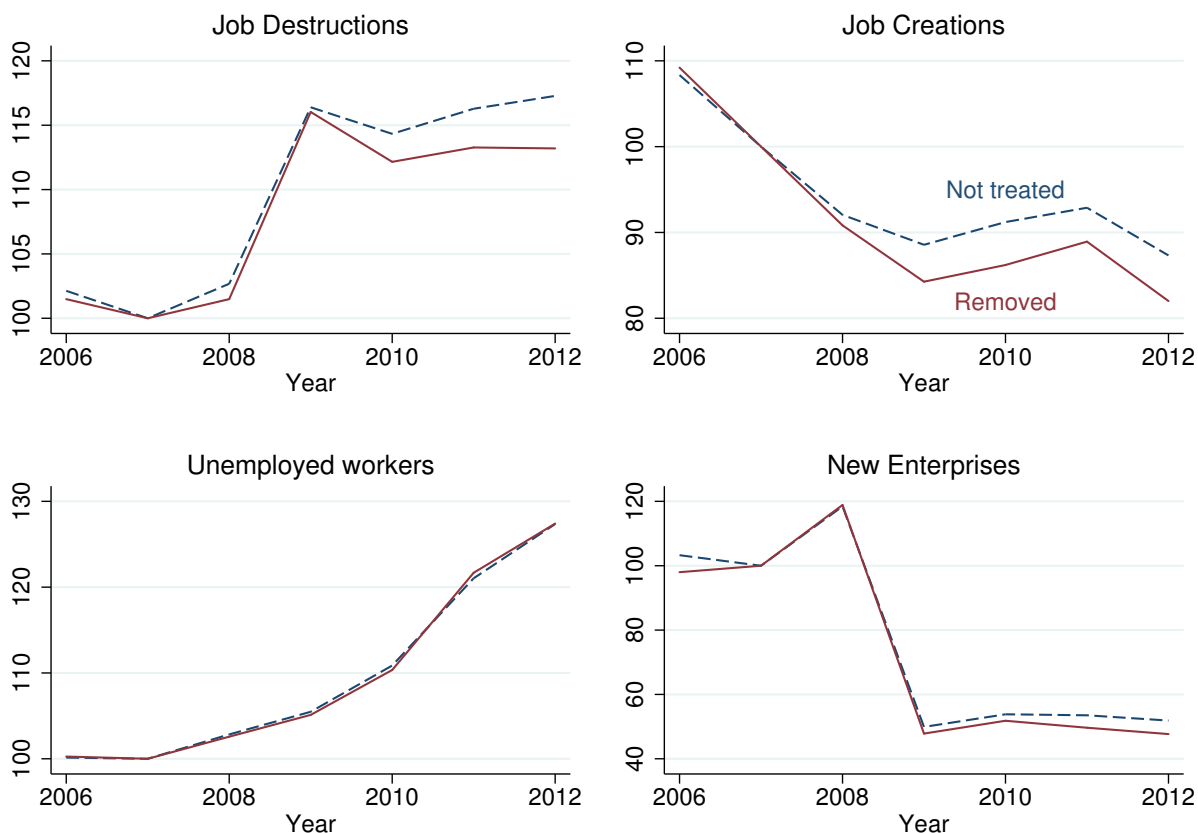 Job Destructions
120
115
110
105
100
2006 2008 2010 2012
Year
Job Creations
110
100
90
80
Not treated
Removed
2006 2008 2010 2012
Year
Unemployed workers
130
120
110
100
2006 2008 2010 2012
Year
New Enterprises
120
100
80
60
40
2006 2008 2010 2012
Year